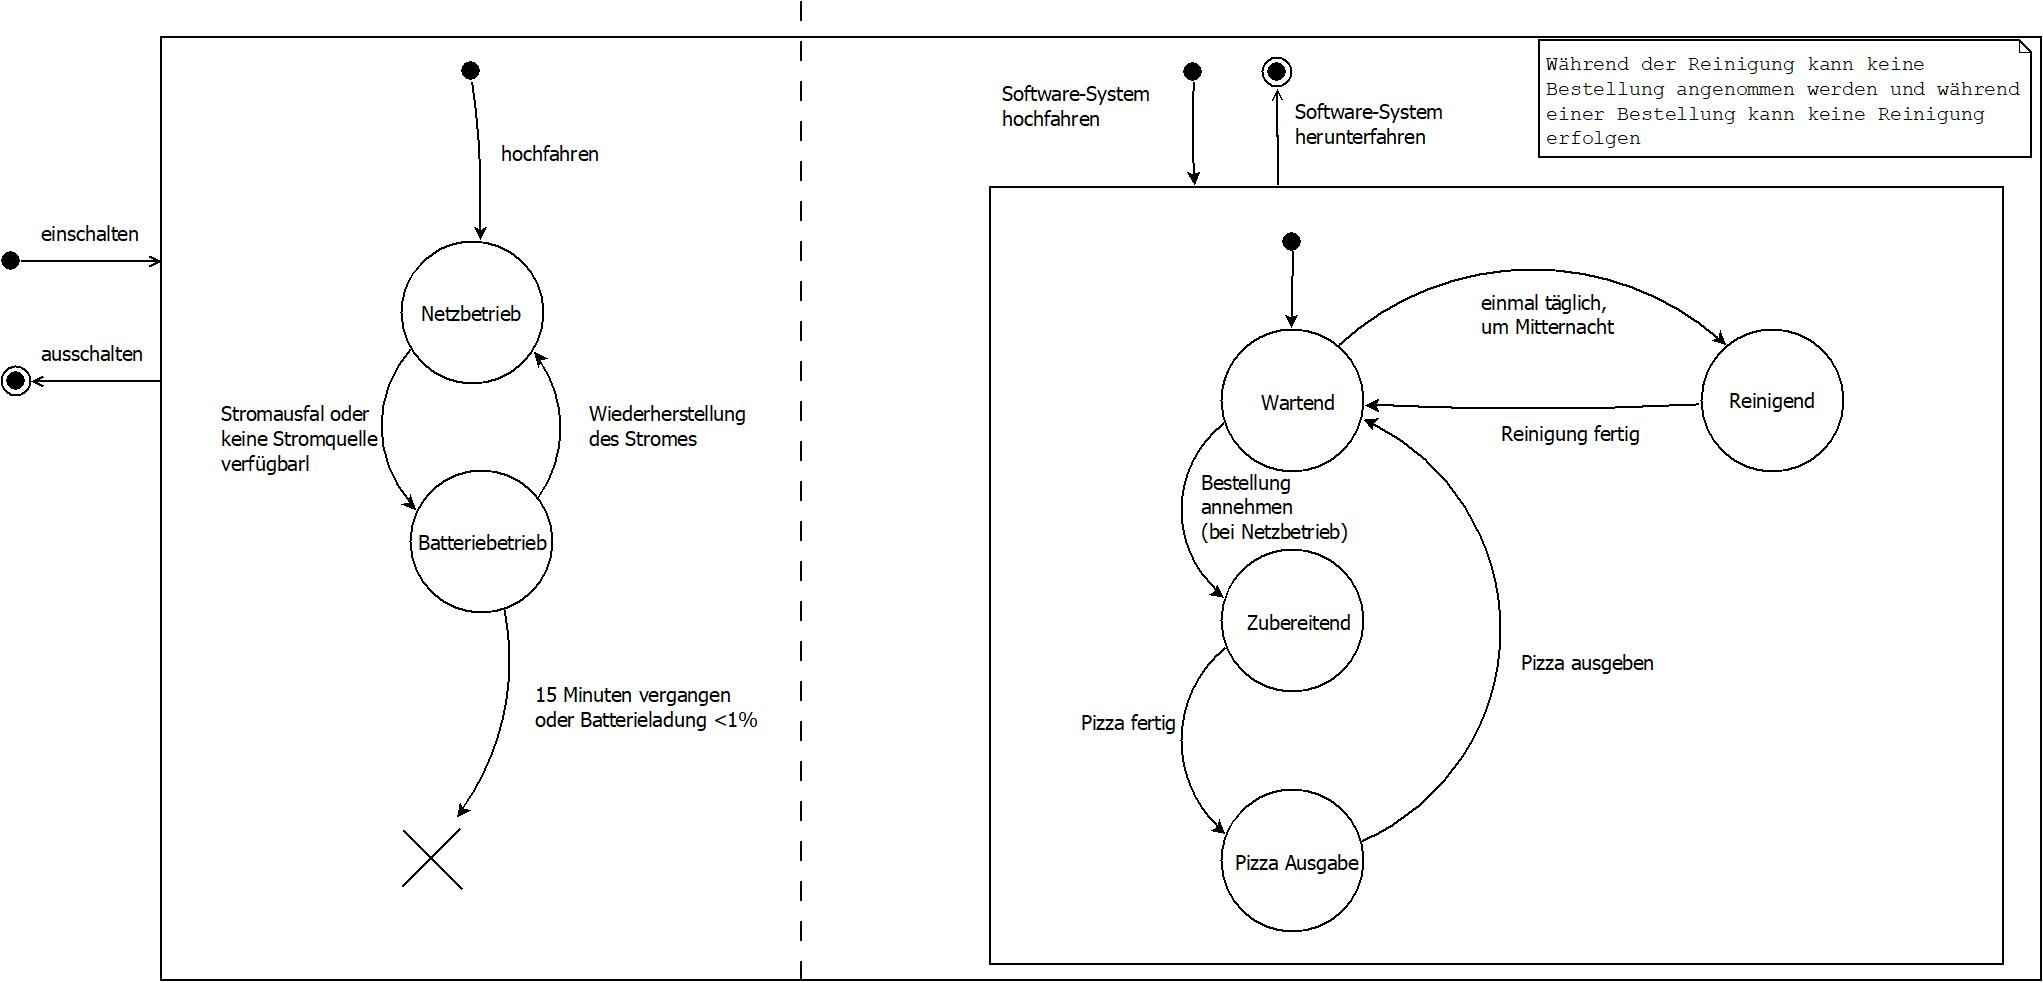 einschalten
ausschalten
hochfahren
Netzbetrieb
Stromausfal oder
keine Stromquelle
verfügbarl
Wiederherstellung
des Stromes
Batteriebetrieb
15 Minuten vergangen
oder Batterieladung <1%
Software-System
hochfahren
Software-System
herunterfahren
Während der Reinigung kann keine
Bestellung angenommen werden und während
einer Bestellung kann keine Reinigung
erfolgen
einmal täglich,
um Mitternacht
Wartend
Reinigend
Reinigung fertig
Bestellung
annehmen
(bei Netzbetrieb)
Zubereitend
Pizza ausgeben
Pizza fertig
Pizza Ausgabe